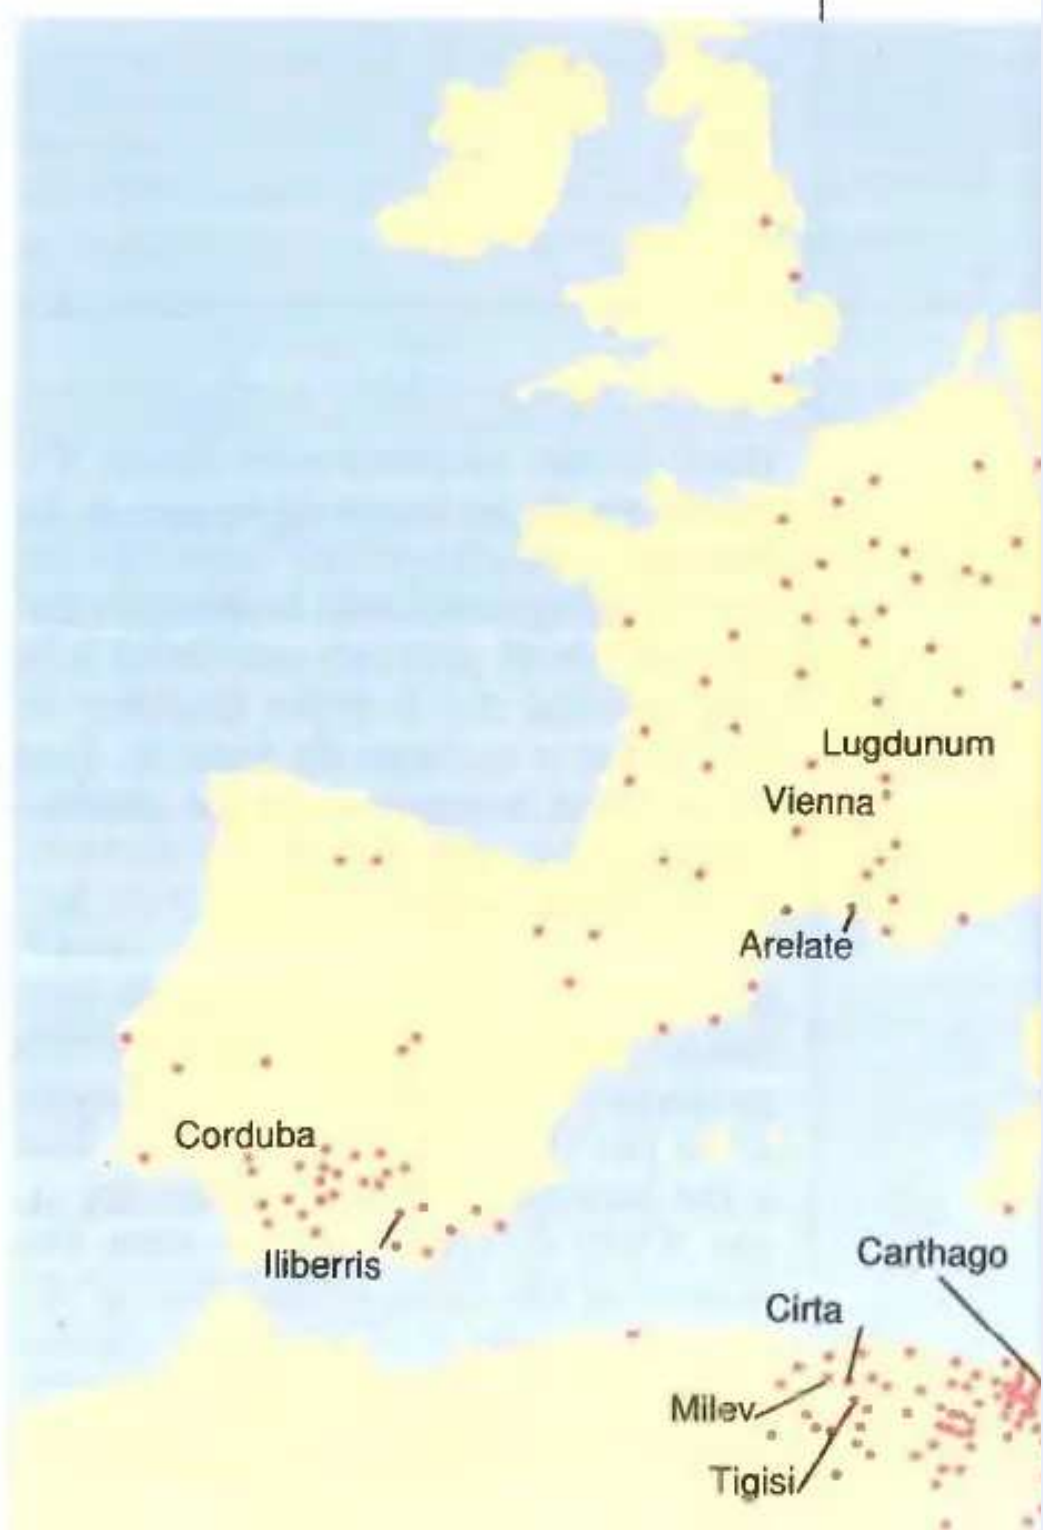 Lugdunum
Vienna
Arelate
Corduba
Iliberris
Carthago
Cirta
Milev
Tigisi